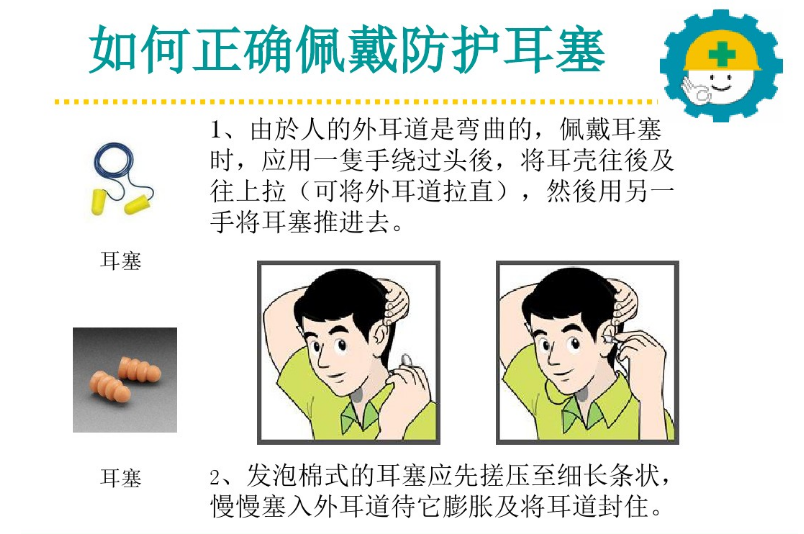 如何正确佩戴防护耳塞
1、由於人的外耳道是弯曲的，佩戴耳塞
时，应用一隻手绕过头後，将耳壳往後及
往上拉（可将外耳道拉直），然後用另一
手将耳塞推进去。
耳塞
耳塞
2、发泡棉式的耳塞应先搓压至细长条状，
慢慢塞入外耳道待它膨胀及将耳道封住。